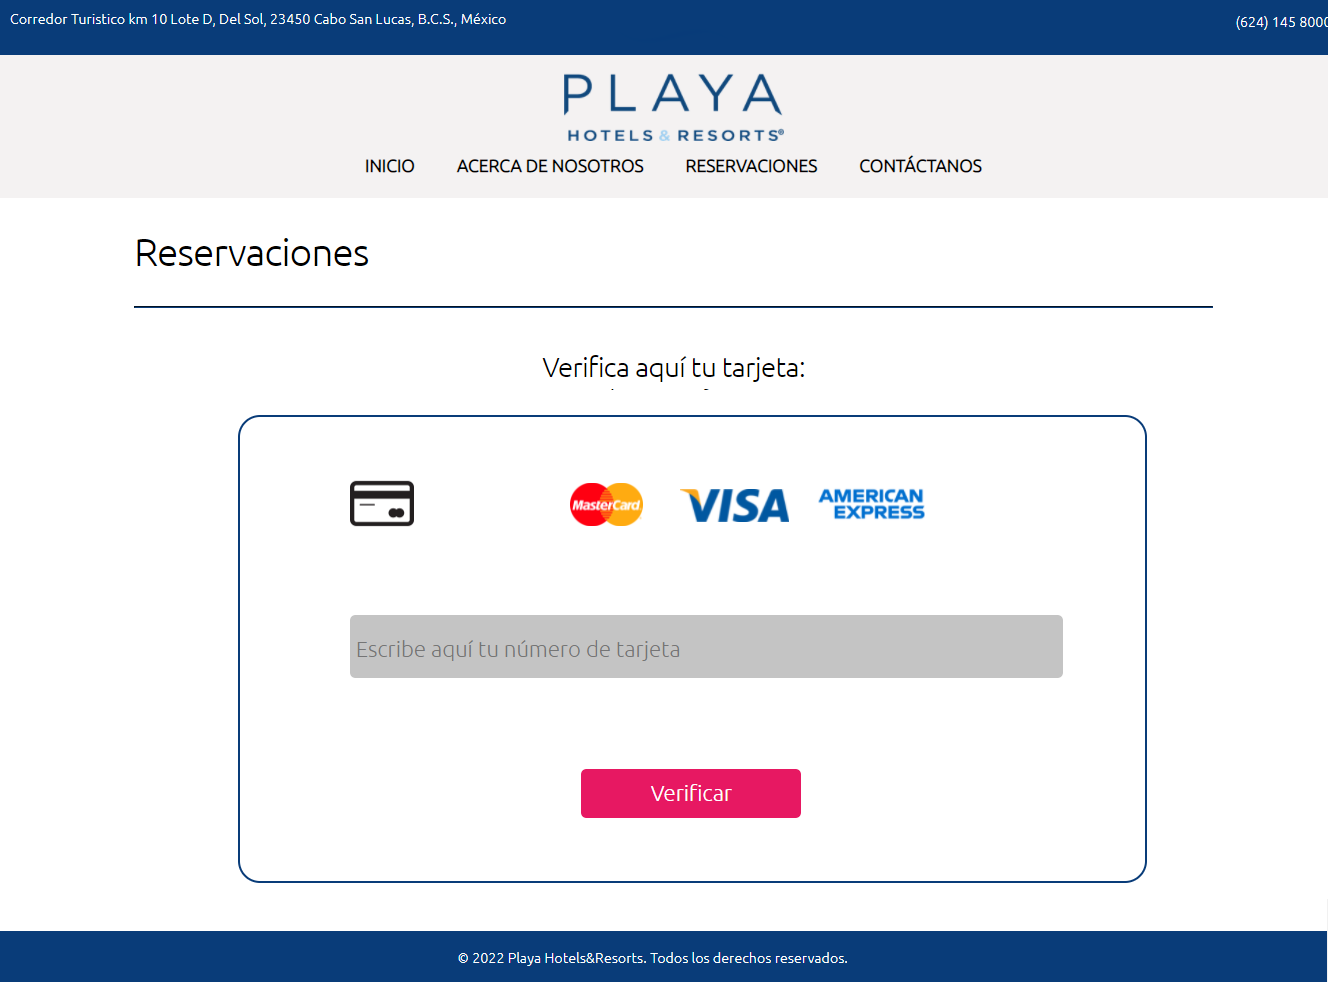 Corredor Turistico km 10 Lote D, Del Sol, 23450 Cabo San Lucas, B.C.S., México
(624) 145 8000
PLAYA
HOTELS & RESORTS®
INICIO ACERCA DE NOSOTROS RESERVACIONES CONTÁCTANOS
Reservaciones
Verifica aquí tu tarjeta:
MasterCard VISA AMERICAN EXPRESS
Escribe aquí tu número de tarjeta
Verificar
© 2022 Playa Hotels&Resorts. Todos los derechos reservados.